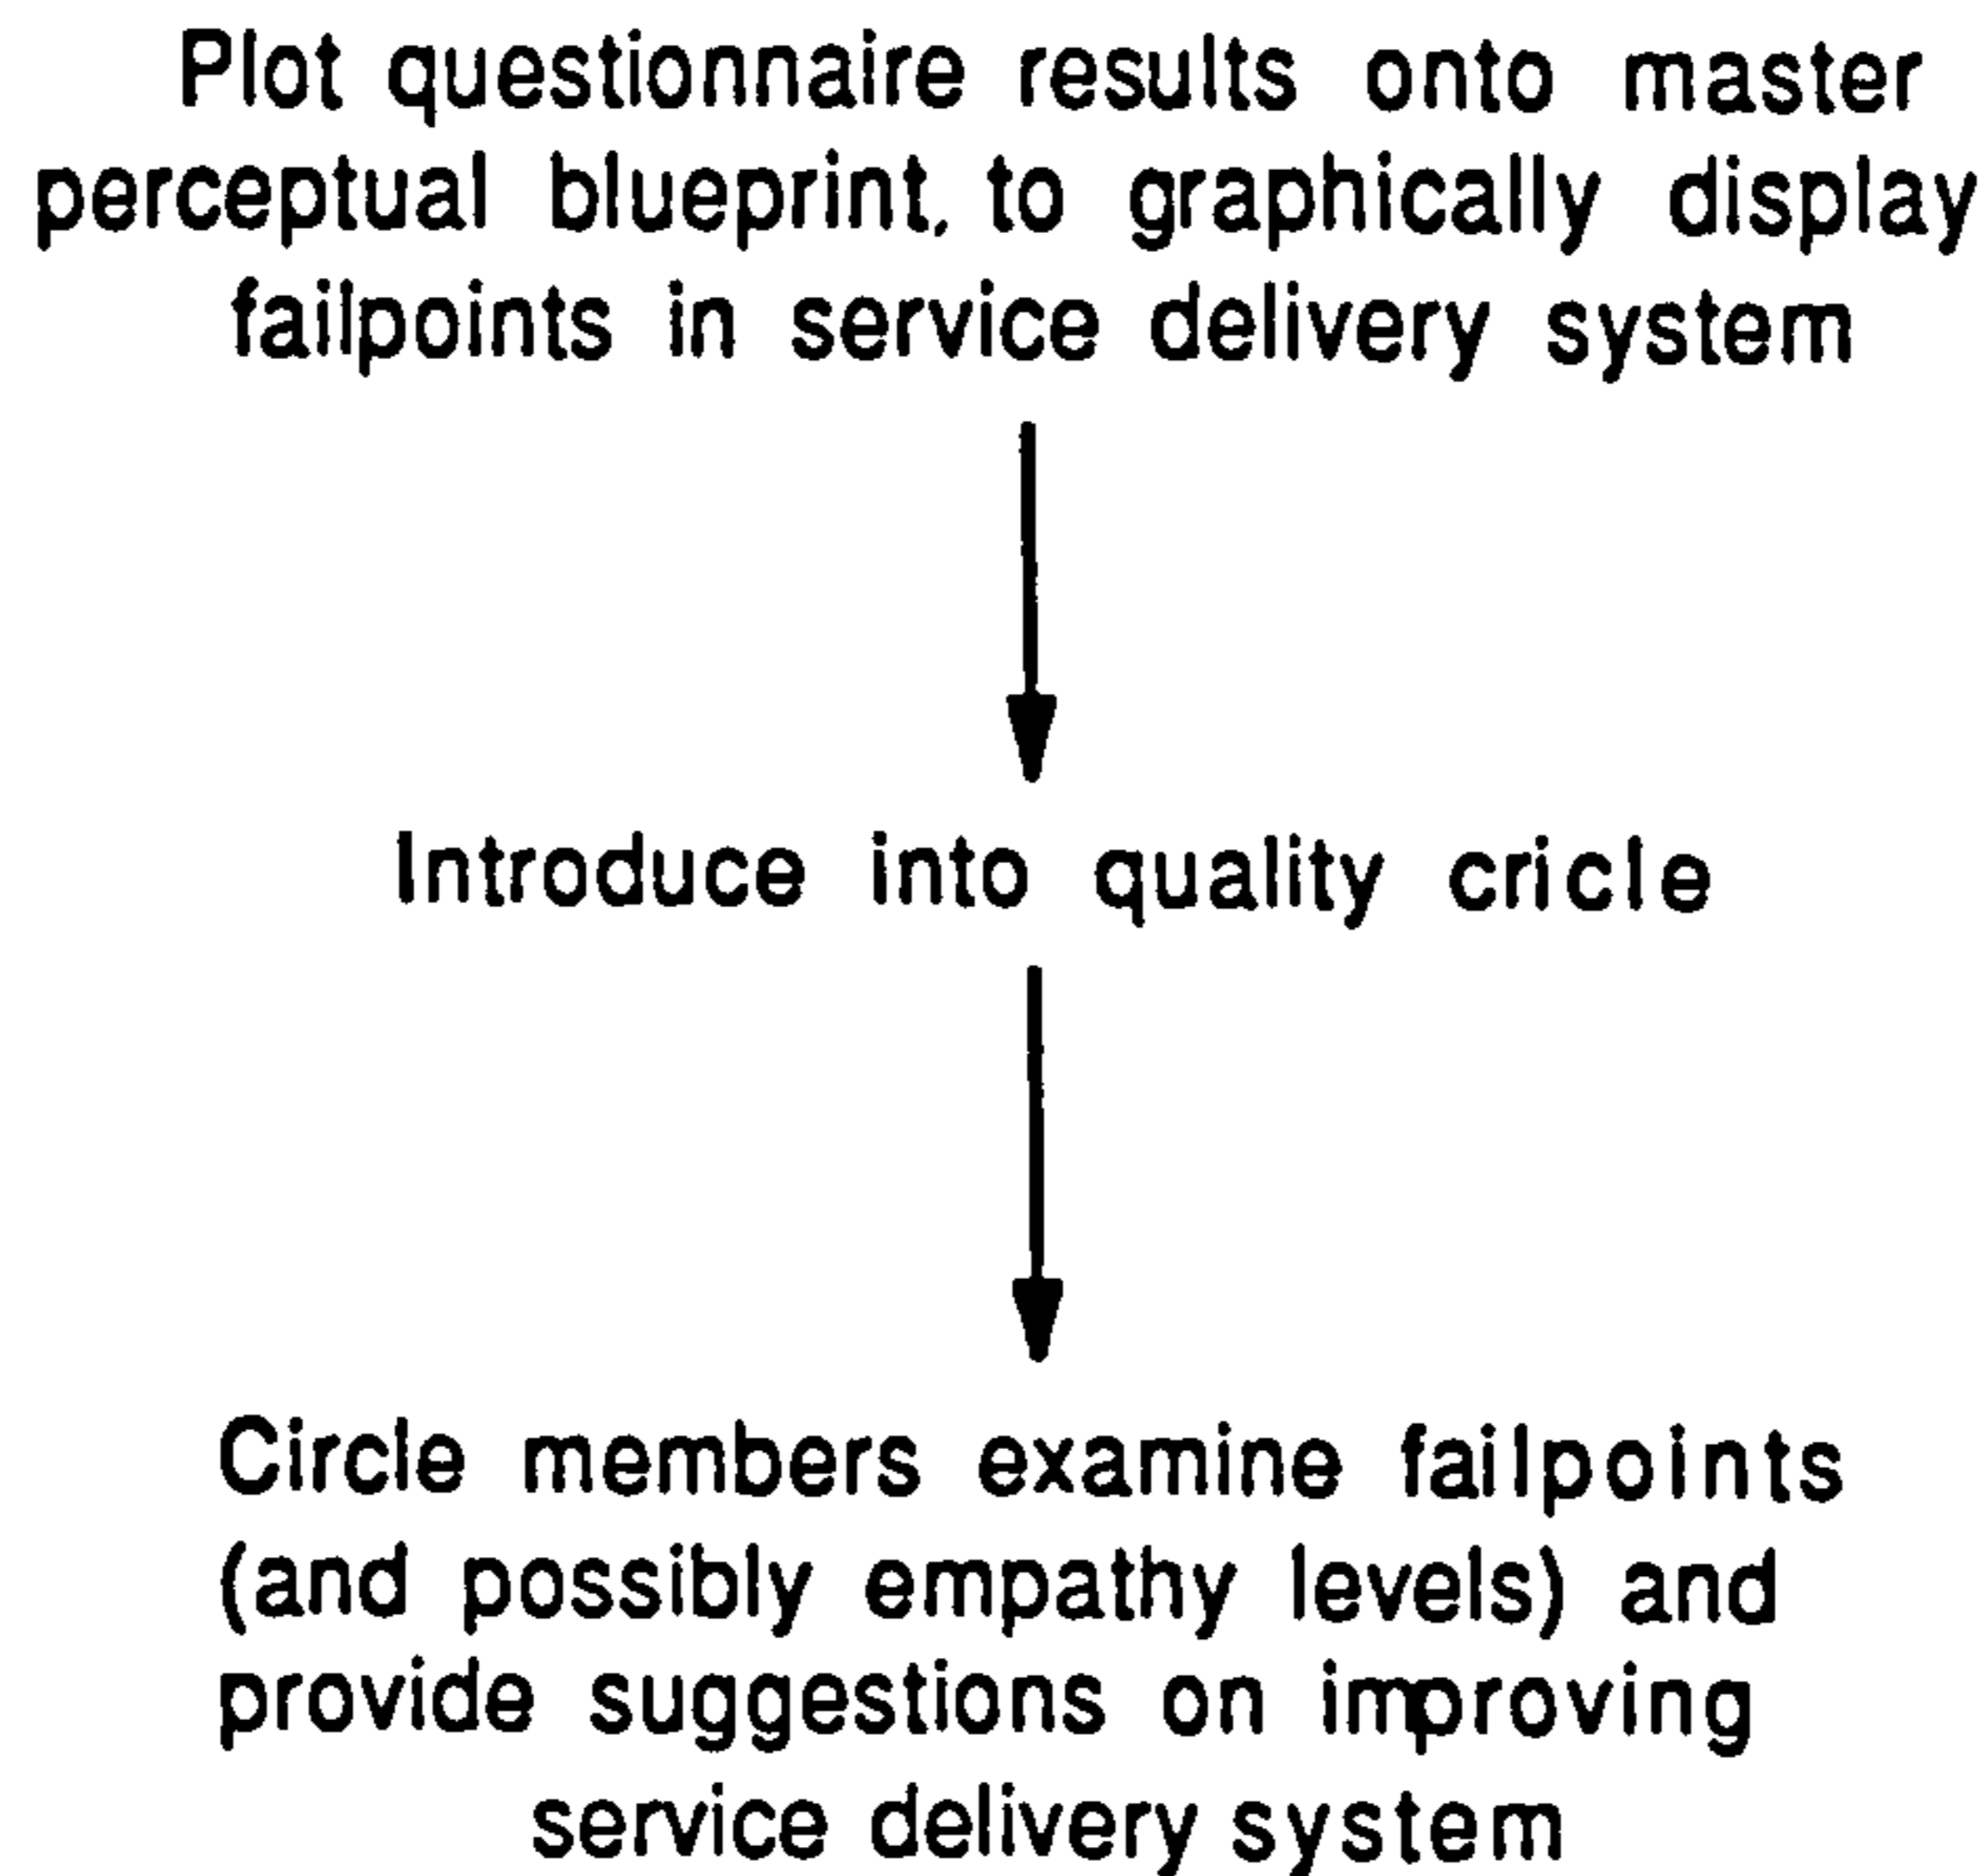 Plot questionnaire results onto master
perceptual blueprint, to graphically display
failpoints in service delivery system
Introduce into quality cricle
Circle members examine failpoints
(and possibly empathy levels) and
provide suggestions on improving
service delivery system